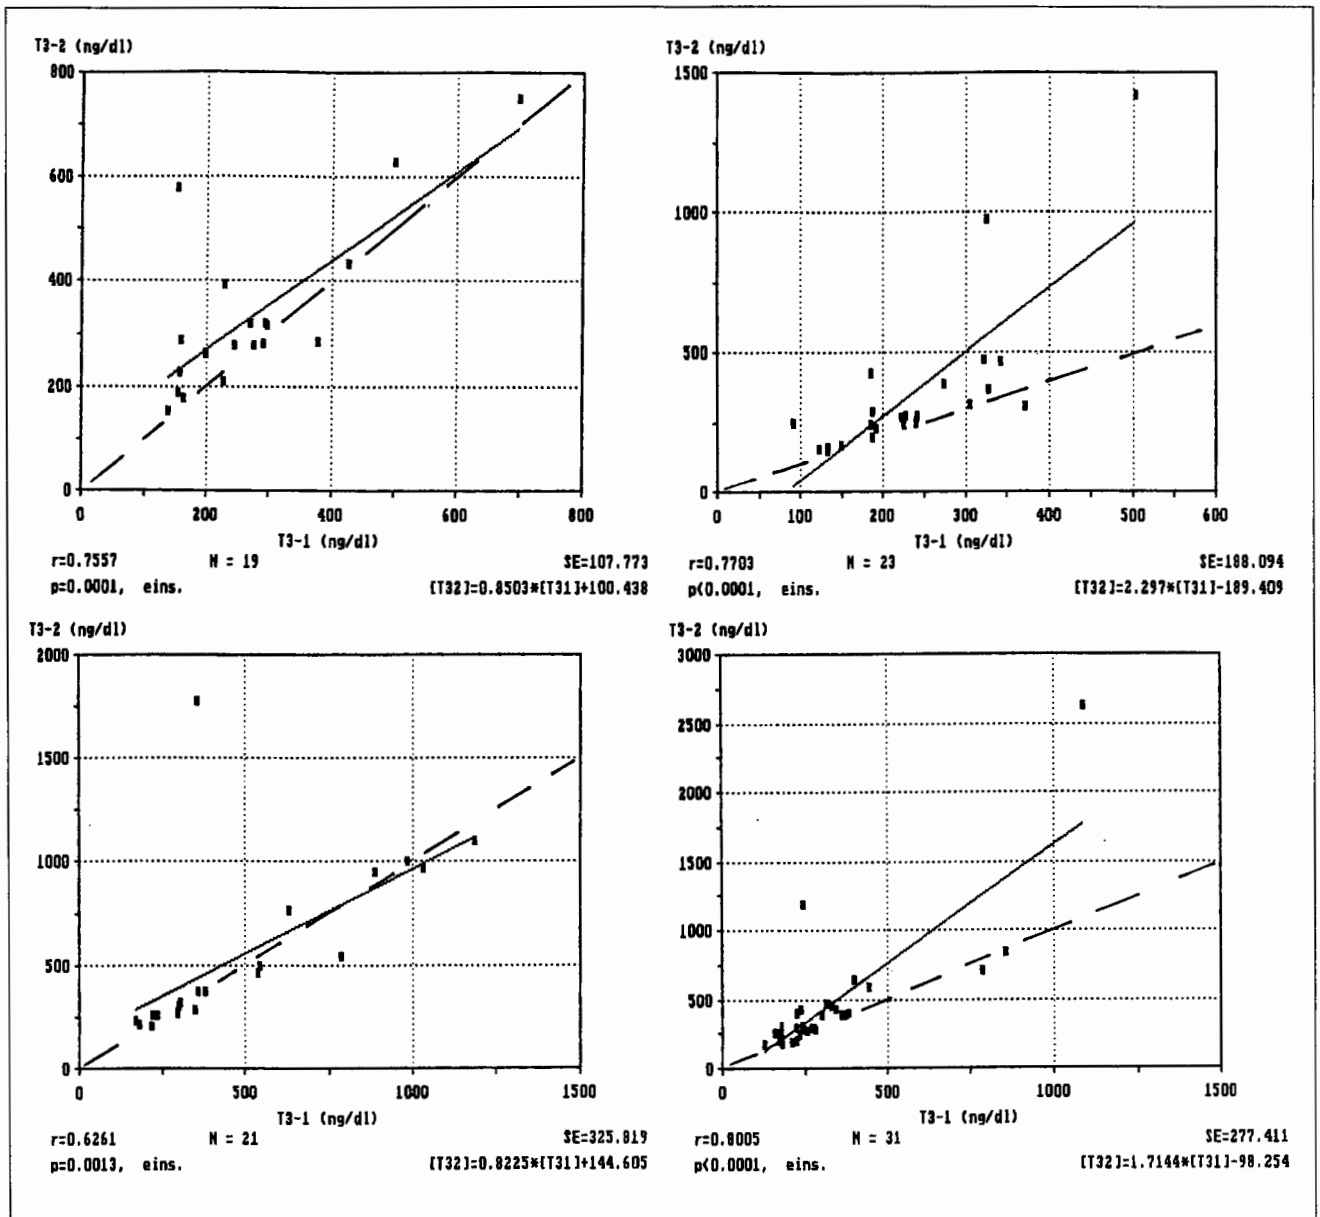 T3-2 (ng/dl)
800
600
400
200
0
0 200 400 600 800
T3-1 (ng/dl)
r=0.7557 N = 19 SE=107.773
p=0.0001, eins. [T32]=0.8503*[T31]+100.438
T3-2 (ng/dl)
1500
1000
500
0
0 100 200 300 400 500 600
T3-1 (ng/dl)
r=0.7703 N = 23 SE=188.094
p<0.0001, eins. [T32]=2.297*[T31]-189.409
T3-2 (ng/dl)
2000
1500
1000
500
0
0 500 1000 1500
T3-1 (ng/dl)
r=0.6261 N = 21 SE=325.819
p=0.0013, eins. [T32]=0.8225*[T31]+144.605
T3-2 (ng/dl)
3000
2500
2000
1500
1000
500
0
0 500 1000 1500
T3-1 (ng/dl)
r=0.8005 N = 31 SE=277.411
p<0.0001, eins. [T32]=1.7144*[T31]-98.254